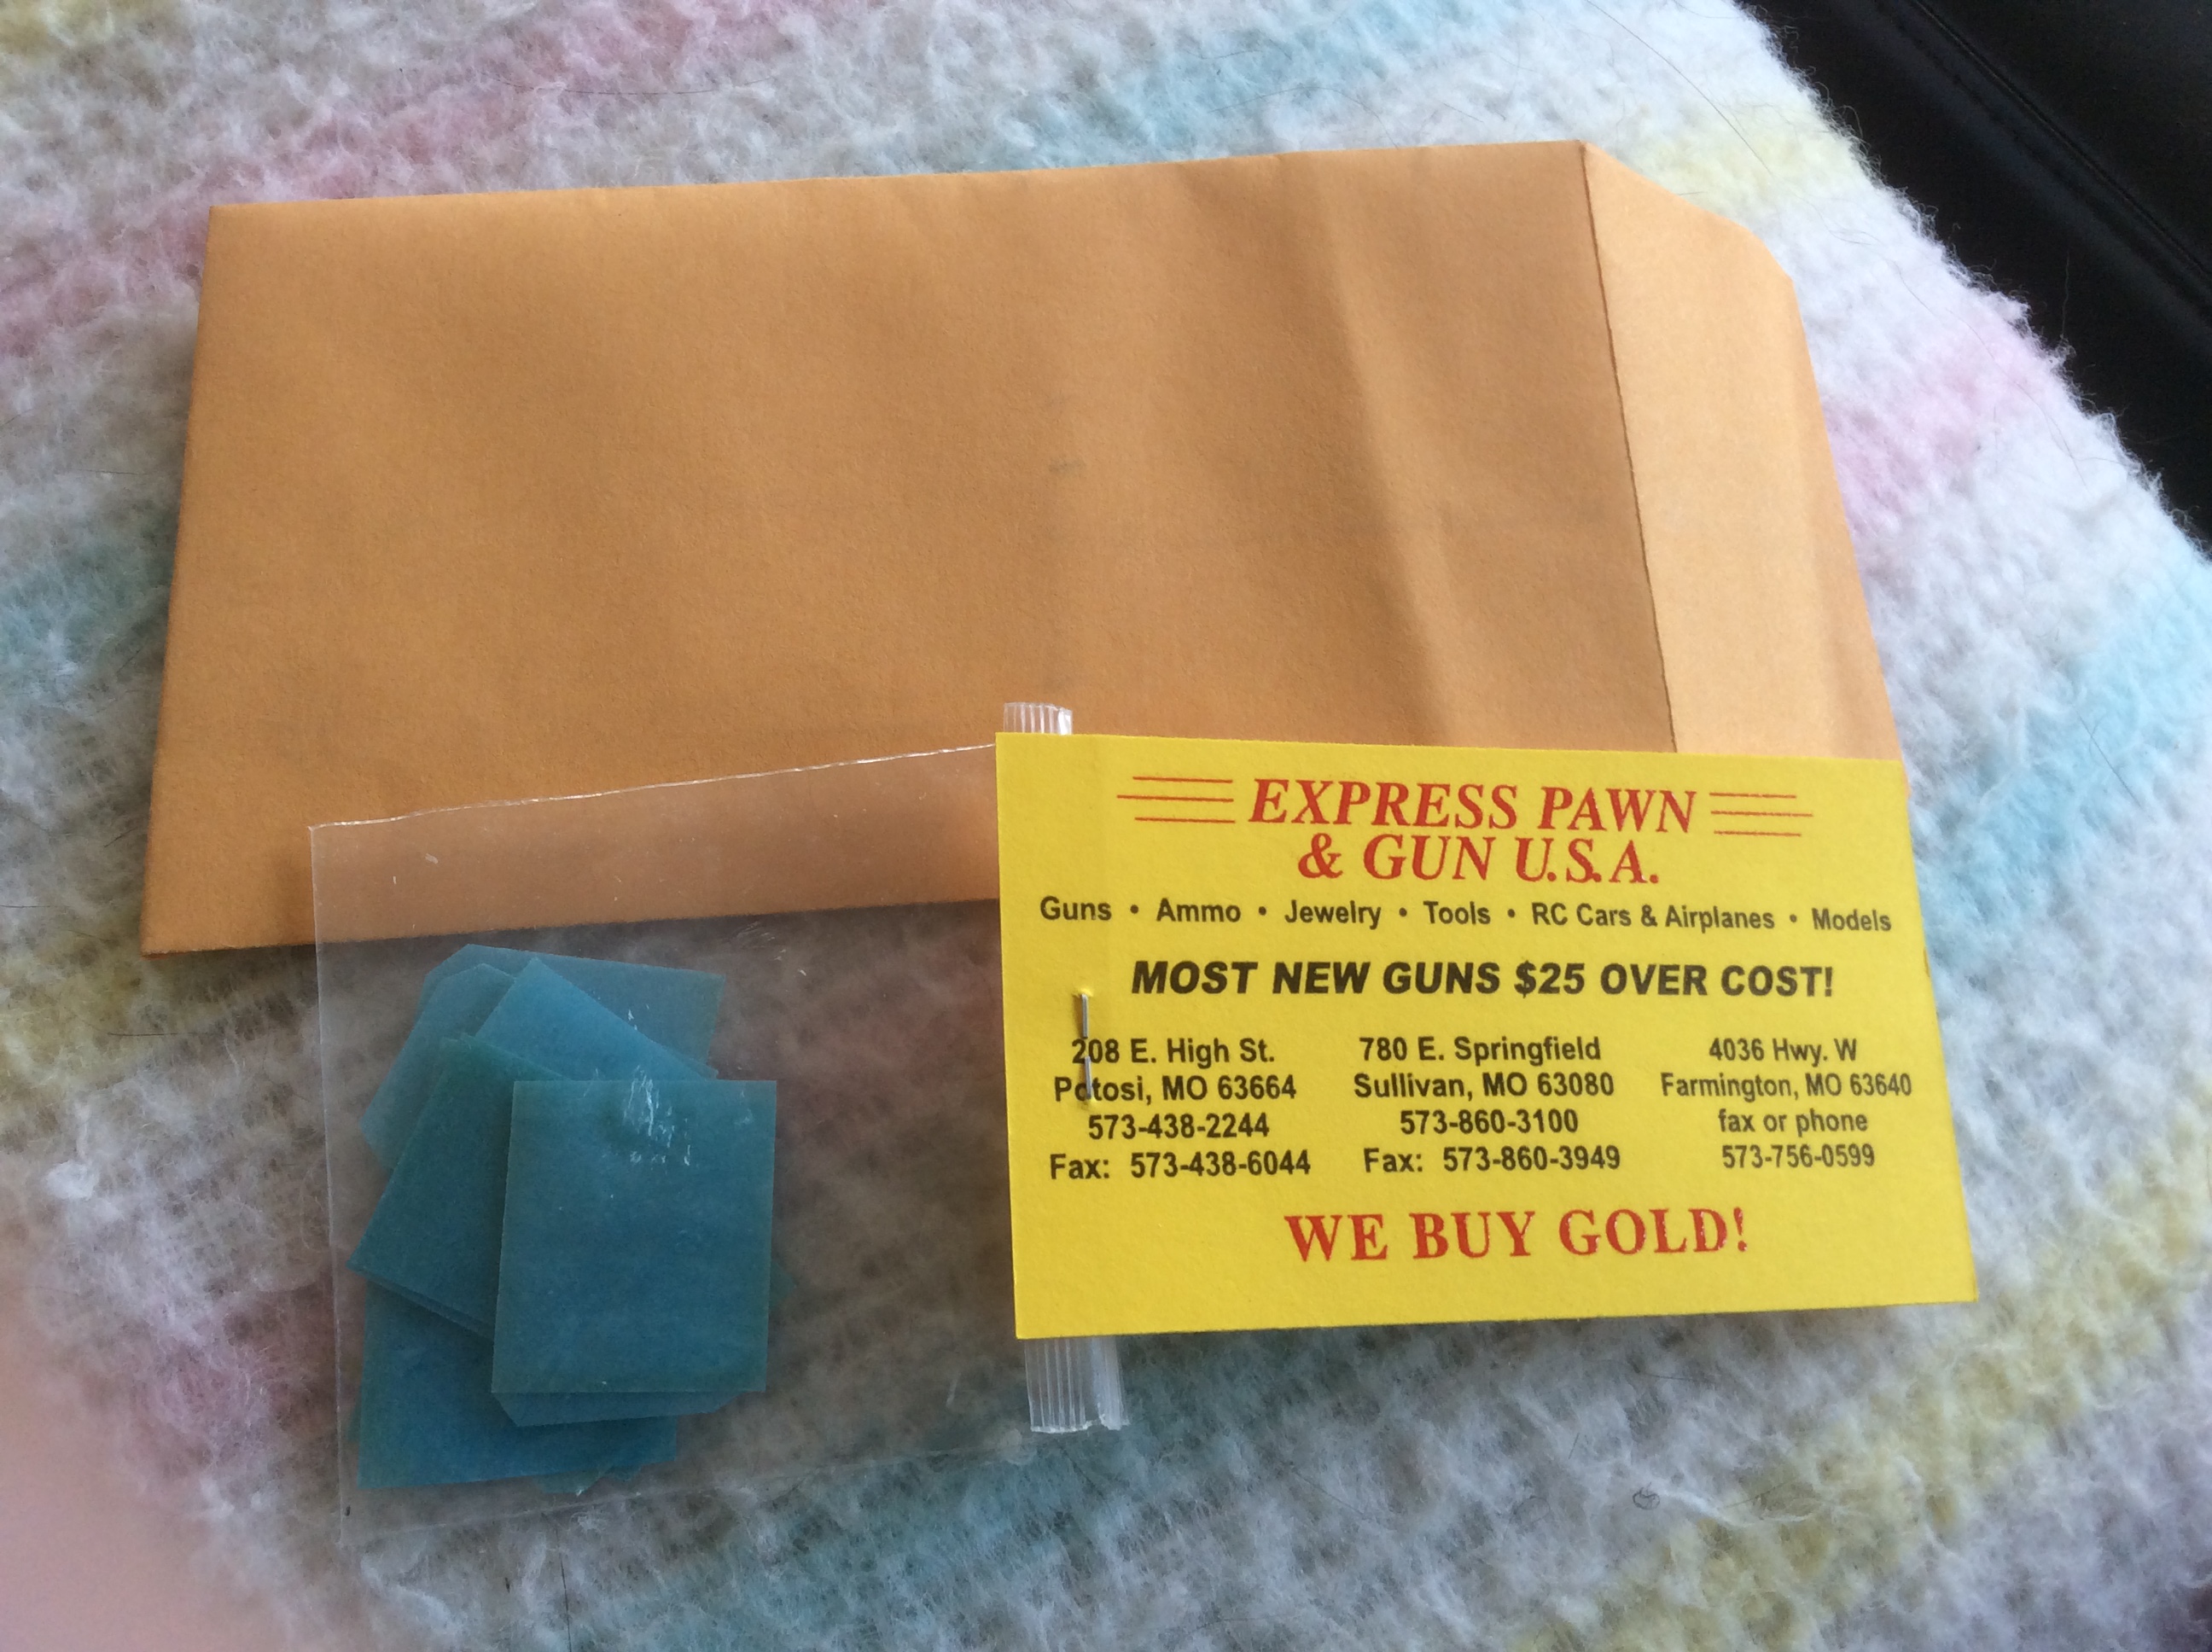 EXPRESS PAWN
& GUN U.S.A.
Guns • Ammo • Jewelry • Tools • RC Cars & Airplanes • Models
MOST NEW GUNS $25 OVER COST!
208 E. High St.
Potosi, MO 63664
573-438-2244
Fax: 573-438-6044
780 E. Springfield
Sullivan, MO 63080
573-860-3100
Fax: 573-860-3949
4036 Hwy. W
Farmington, MO 63640
fax or phone
573-756-0599
WE BUY GOLD!